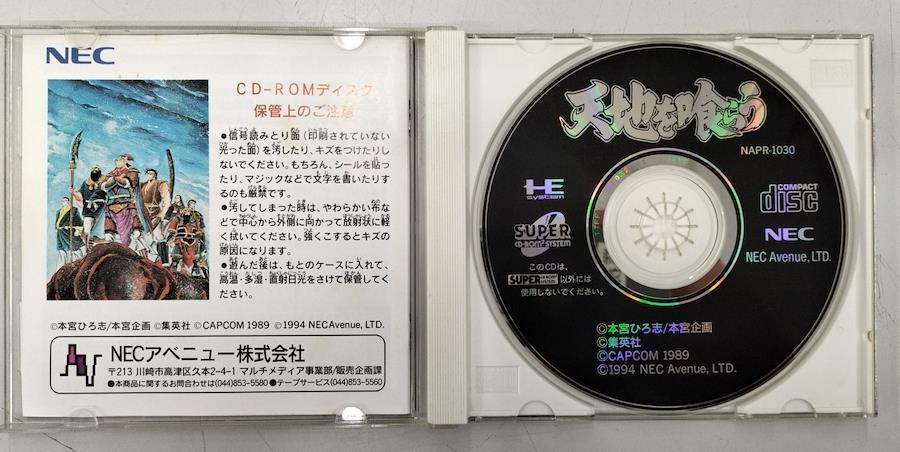 NEC
CD-ROMディスク
保管上のご注意
●信号読みとり面(印刷されていない
光った面)を汚したり、キズをつけたりし
ないでください。もちろん、シールを貼っ
たり、マジックなどで文字を書いたりす
るのも厳禁です。
●汚してしまった時は、やわらかい布な
どで中心から外側に向かって放射状に軽
く拭いてください。強くこするとキズの
原因になります。
●遊んだ後は、もとのケースに入れて、
高温・多湿・直射日光をさけて保管してく
ださい。
©本宮ひろ志/本宮企画 ©集英社 ©CAPCOM 1989 ©1994 NECAvenue, LTD.
NECアベニュー株式会社
〒213 川崎市高津区久本2-4-1 マルチメディア事業部/販売企画課
●本商品に関するお問合わせは(044)853-5580 ●テープサービス(044)853-5560
天地を喰らう
NAPR-1030
HE
system
COMPACT
disc
SUPER
CD-ROM² SYSTEM
NEC
NEC Avenue, LTD.
このCDは、
SUPER CD-ROM² SYSTEM 以外には
使用しないでください。
©本宮ひろ志/本宮企画
©集英社
©CAPCOM 1989
©1994 NEC Avenue, LTD.